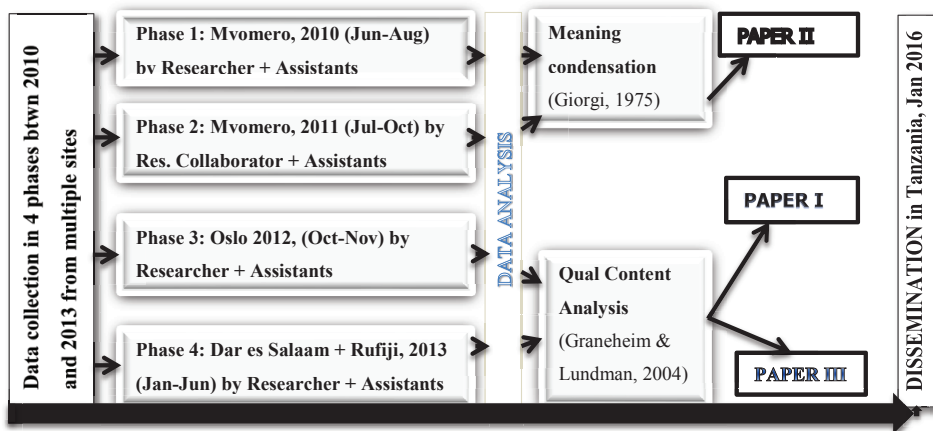 Data collection in 4 phases btwn 2010
and 2013 from multiple sites
Phase 1: Mvomero, 2010 (Jun-Aug)
by Researcher + Assistants
Phase 2: Mvomero, 2011 (Jul-Oct) by
Res. Collaborator + Assistants
Phase 3: Oslo 2012, (Oct-Nov) by
Researcher + Assistants
Phase 4: Dar es Salaam + Rufiji, 2013
(Jan-Jun) by Researcher + Assistants
DATA ANALYSIS
Meaning
condensation
(Giorgi, 1975)
Qual Content
Analysis
(Graneheim &
Lundman, 2004)
PAPER II
PAPER I
PAPER III
DISSEMINATION in Tanzania, Jan 2016